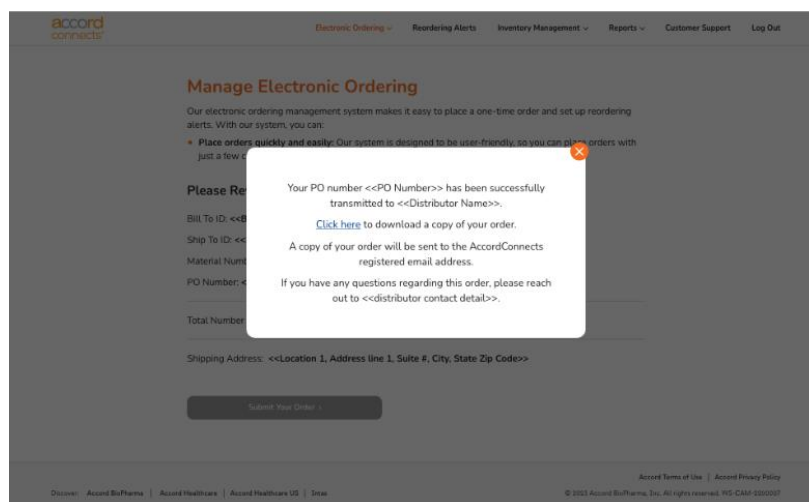 accord
connects
Electronic Ordering
Reordering Alerts
Inventory Management
Reports
Customer Support
Log Out
Manage Electronic Ordering
Our electronic ordering management system makes it easy to place a one-time order and set up reordering
alerts. With our system, you can:
Place orders quickly and easily: Our system is designed to be user-friendly, so you can place orders with
just a few
Your PO number <<PO Number>> has been successfully
transmitted to <<Distributor Name>>.
Click here to download a copy of your order.
A copy of your order will be sent to the AccordConnects
registered email address.
If you have any questions regarding this order, please reach
out to <<distributor contact detail>>.
Please Re
Bill To ID: <<B
Ship To ID: <<
Material Numb
PO Number: <
Total Number
Shipping Address: <<Location 1, Address line 1, Suite #, City, State Zip Code>>
Submit Your Order ›
Accord Terms of Use | Accord Privacy Policy
Discover: Accord BioPharma | Accord Healthcare | Accord Healthcare US | Intas
© 2023 Accord BioPharma, Inc. All rights reserved.